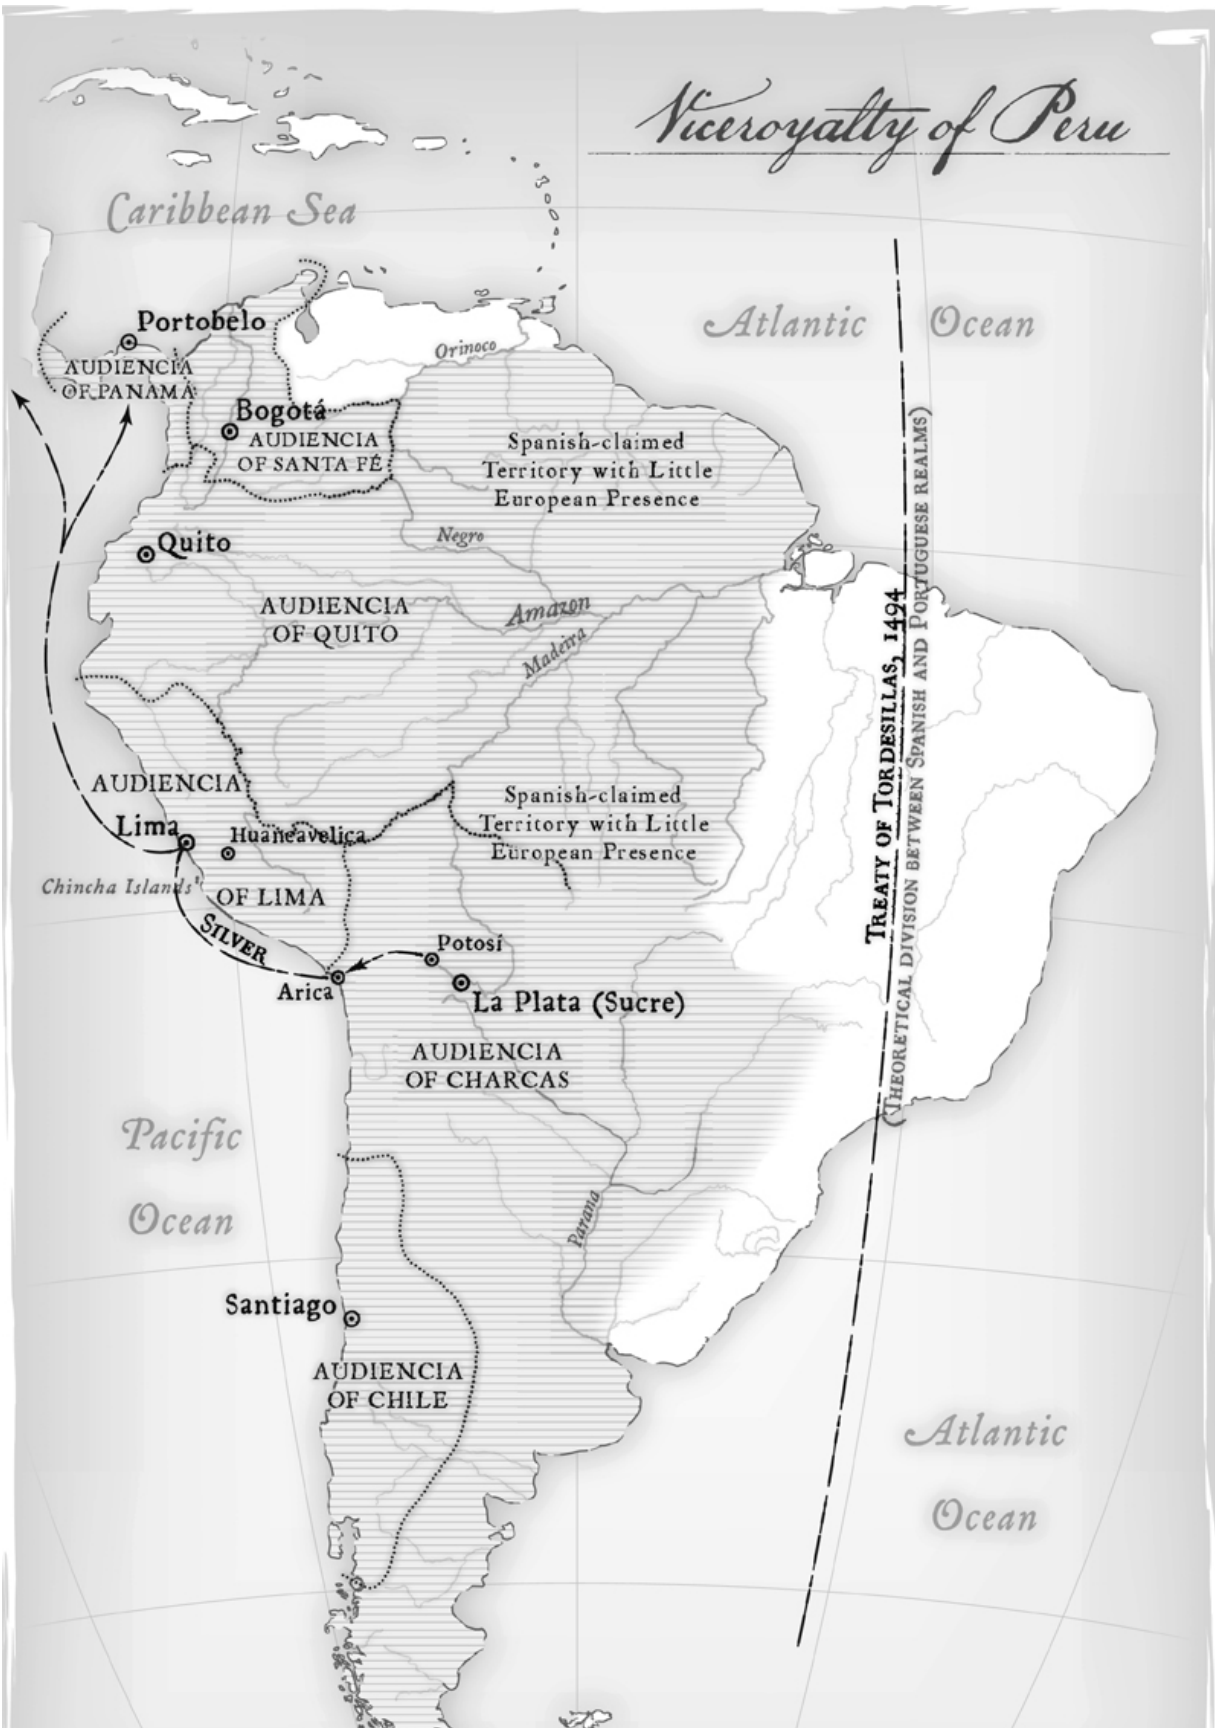 Viceroyalty of Peru
Caribbean Sea
Atlantic Ocean
Portobelo
AUDIENCIA
OF PANAMÁ
Orinoco
Bogotá
AUDIENCIA
OF SANTA FÉ
Spanish-claimed
Territory with Little
European Presence
Negro
Quito
AUDIENCIA
OF QUITO
Amazon
Madeira
TREATY OF TORDESILLAS, 1494
(THEORETICAL DIVISION BETWEEN SPANISH AND PORTUGUESE REALMS)
AUDIENCIA
Lima
Huancavelica
Chincha Islands
OF LIMA
Spanish-claimed
Territory with Little
European Presence
SILVER
Potosí
Arica
La Plata (Sucre)
AUDIENCIA
OF CHARCAS
Pacific
Ocean
Parana
Santiago
AUDIENCIA
OF CHILE
Atlantic
Ocean